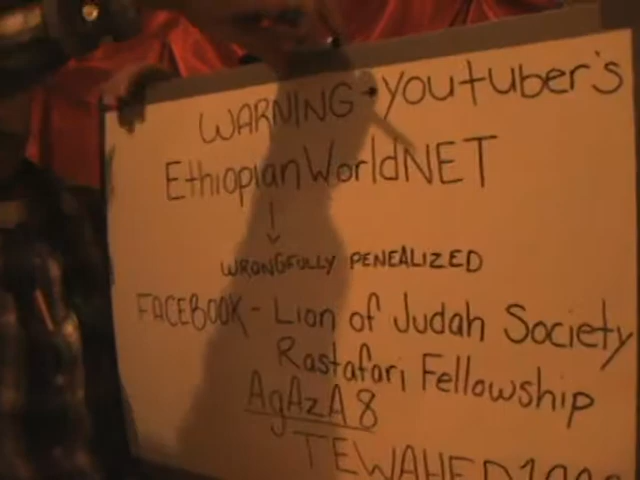 WARNING - youtuber's
EthiopianWorldNET
WRONGFULLY PENEALIZED
FACEBOOK - Lion of Judah Society
Rastafari Fellowship
AgAzA8